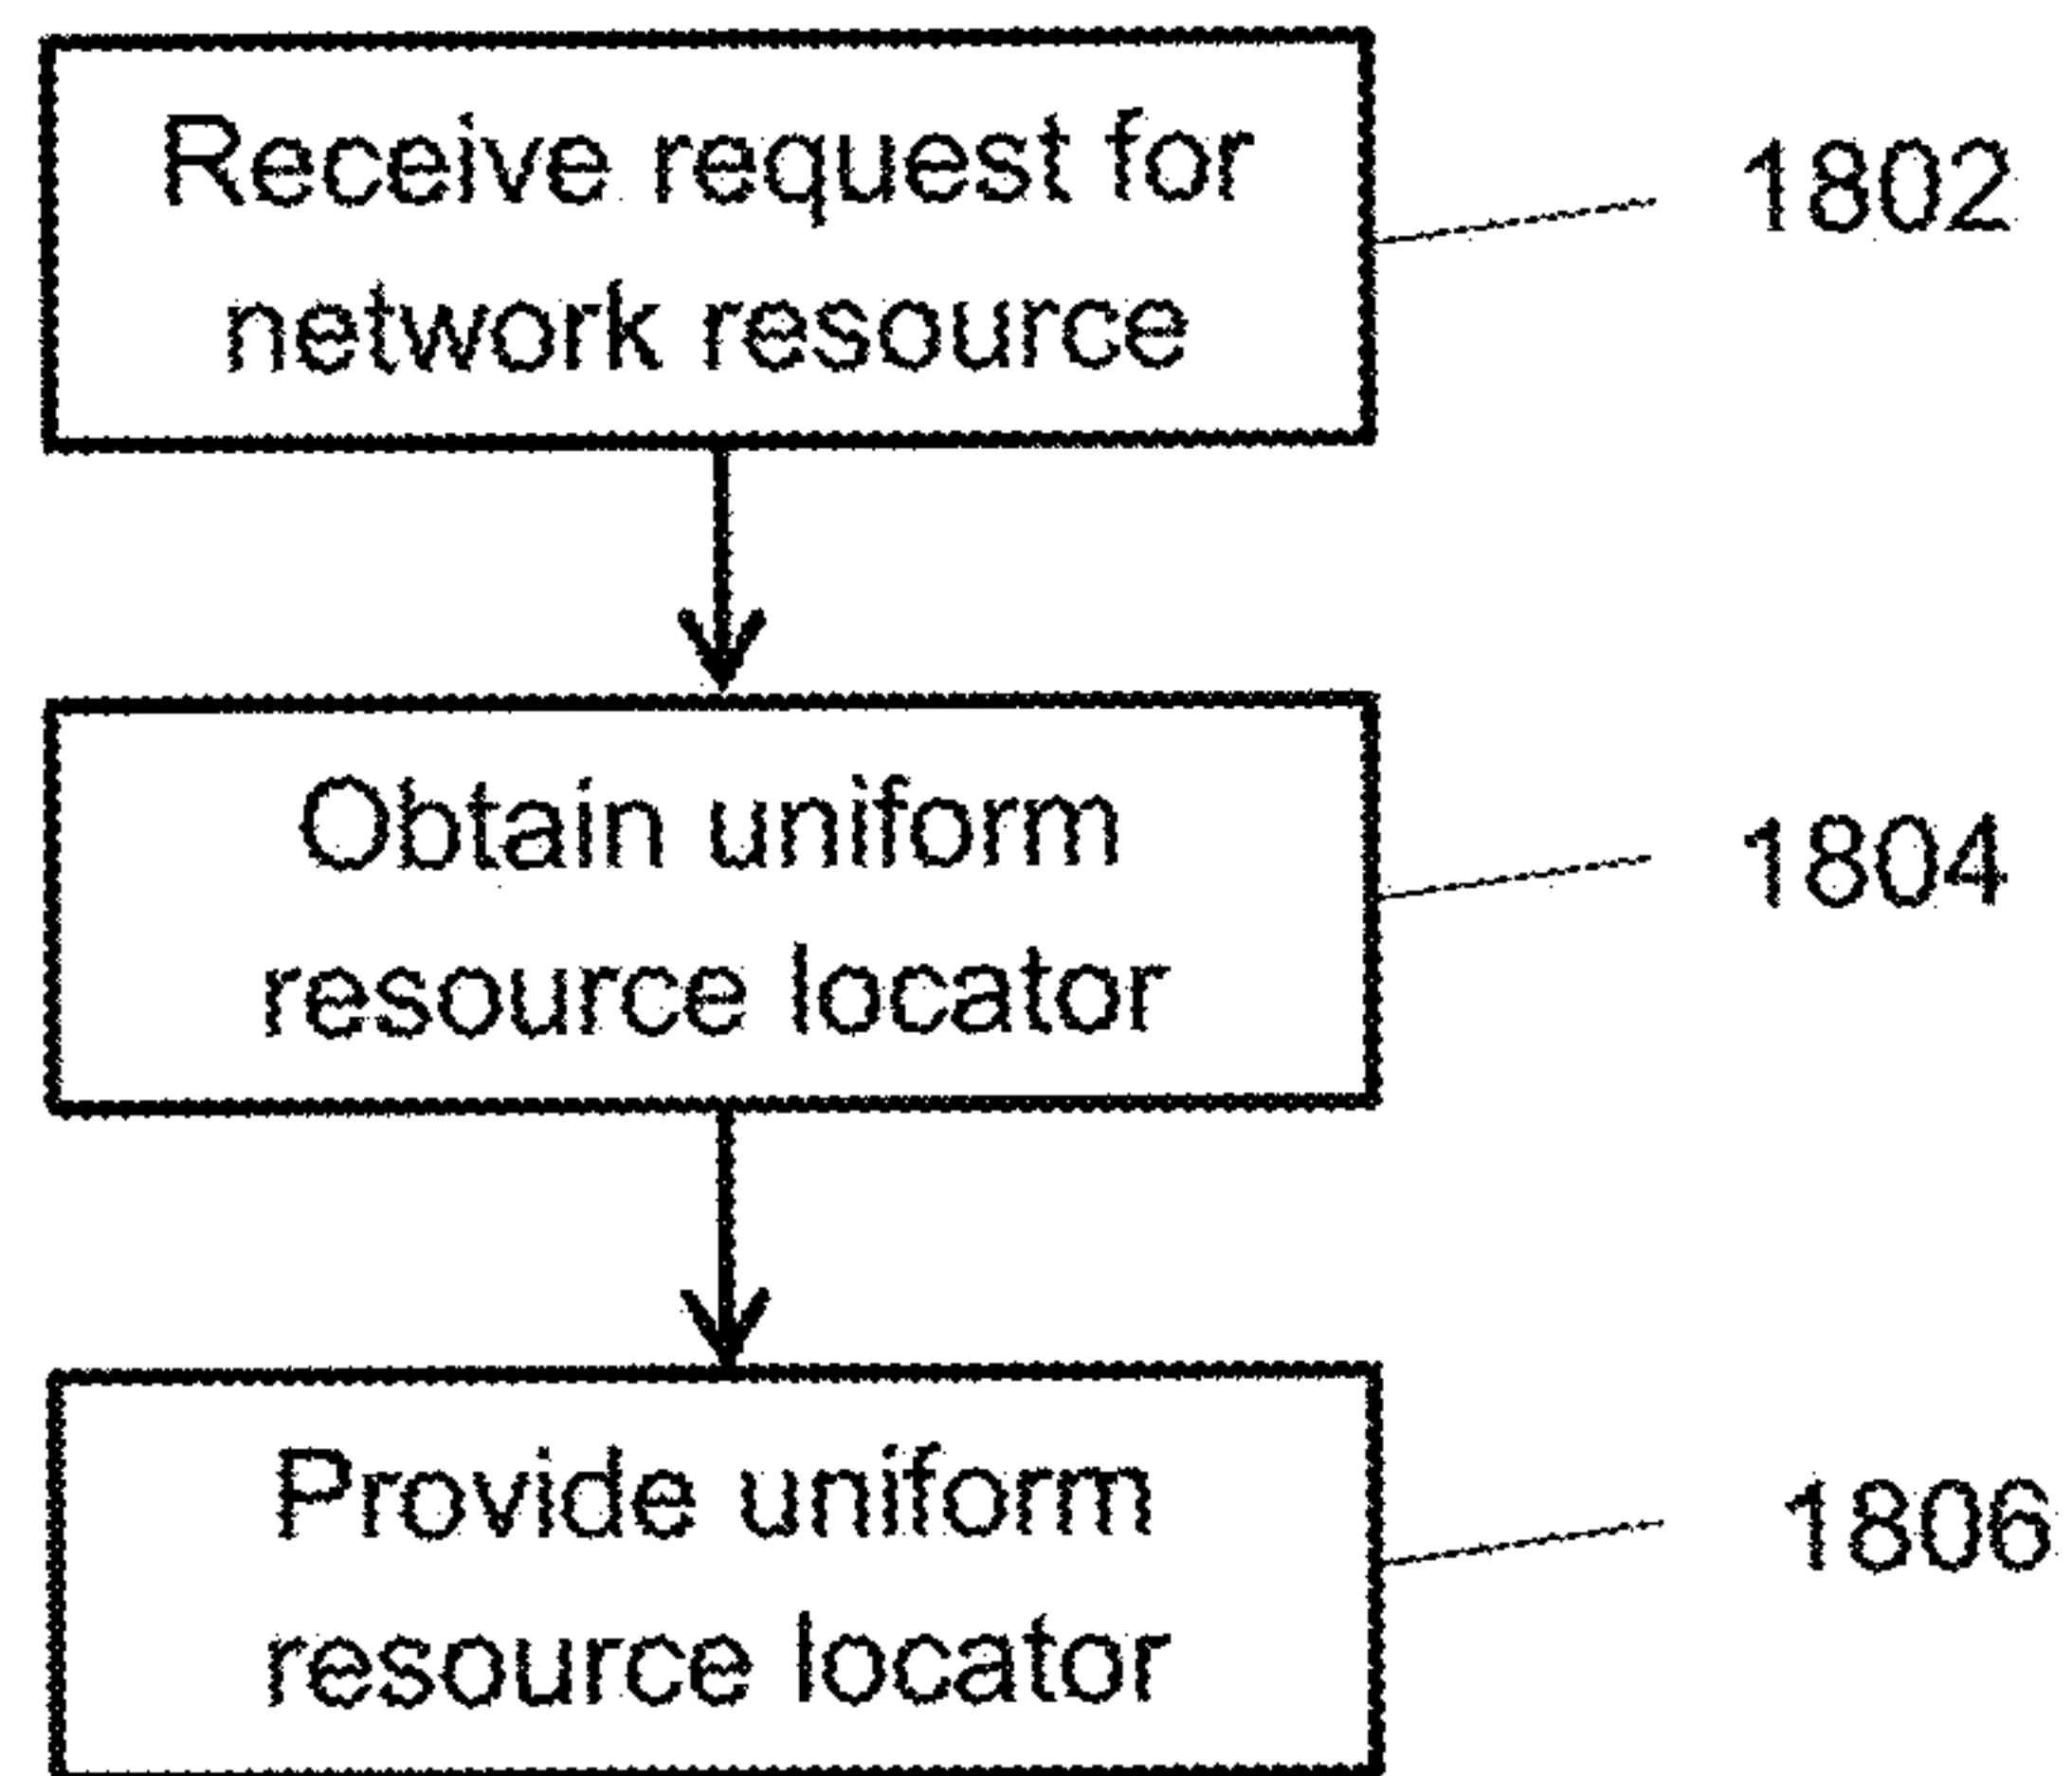 Receive request for
network resource
1802
Obtain uniform
resource locator
1804
Provide uniform
resource locator
1806